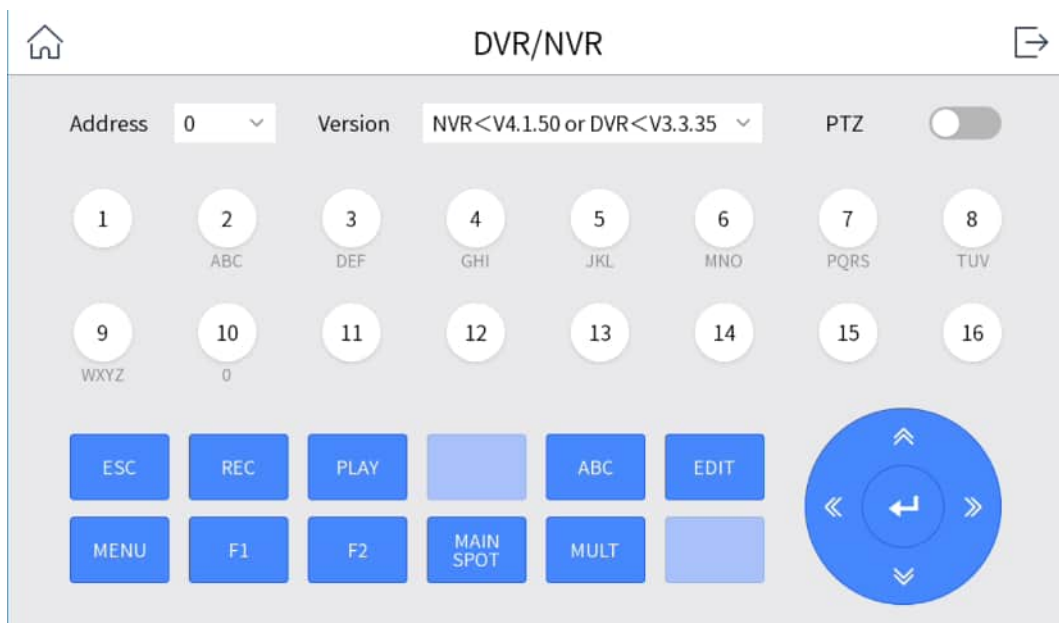 DVR/NVR
Address 0 Version NVR<V4.1.50 or DVR<V3.3.35 PTZ
1 2 3 4 5 6 7 8
ABC DEF GHI JKL MNO PQRS TUV
9 10 11 12 13 14 15 16
WXYZ 0
ESC REC PLAY ABC EDIT
MENU F1 F2 MAIN SPOT MULT